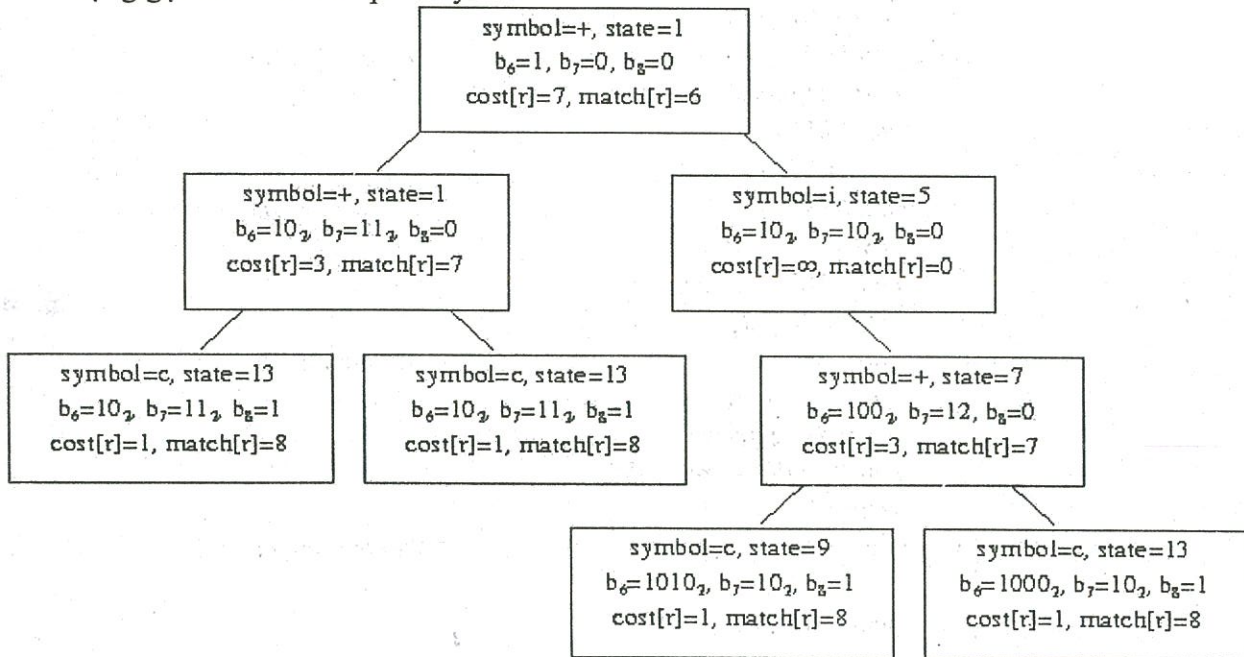 symbol=+, state=1
b₆=1, b₇=0, b₈=0
cost[r]=7, match[r]=6
symbol=+, state=1
b₆=10₂, b₇=11₂, b₈=0
cost[r]=3, match[r]=7
symbol=i, state=5
b₆=10₂, b₇=10₂, b₈=0
cost[r]=∞, match[r]=0
symbol=c, state=13
b₆=10₂, b₇=11₂, b₈=1
cost[r]=1, match[r]=8
symbol=c, state=13
b₆=10₂, b₇=11₂, b₈=1
cost[r]=1, match[r]=8
symbol=+, state=7
b₆=100₂, b₇=12, b₈=0
cost[r]=3, match[r]=7
symbol=c, state=9
b₆=1010₂, b₇=10₂, b₈=1
cost[r]=1, match[r]=8
symbol=c, state=13
b₆=1000₂, b₇=10₂, b₈=1
cost[r]=1, match[r]=8